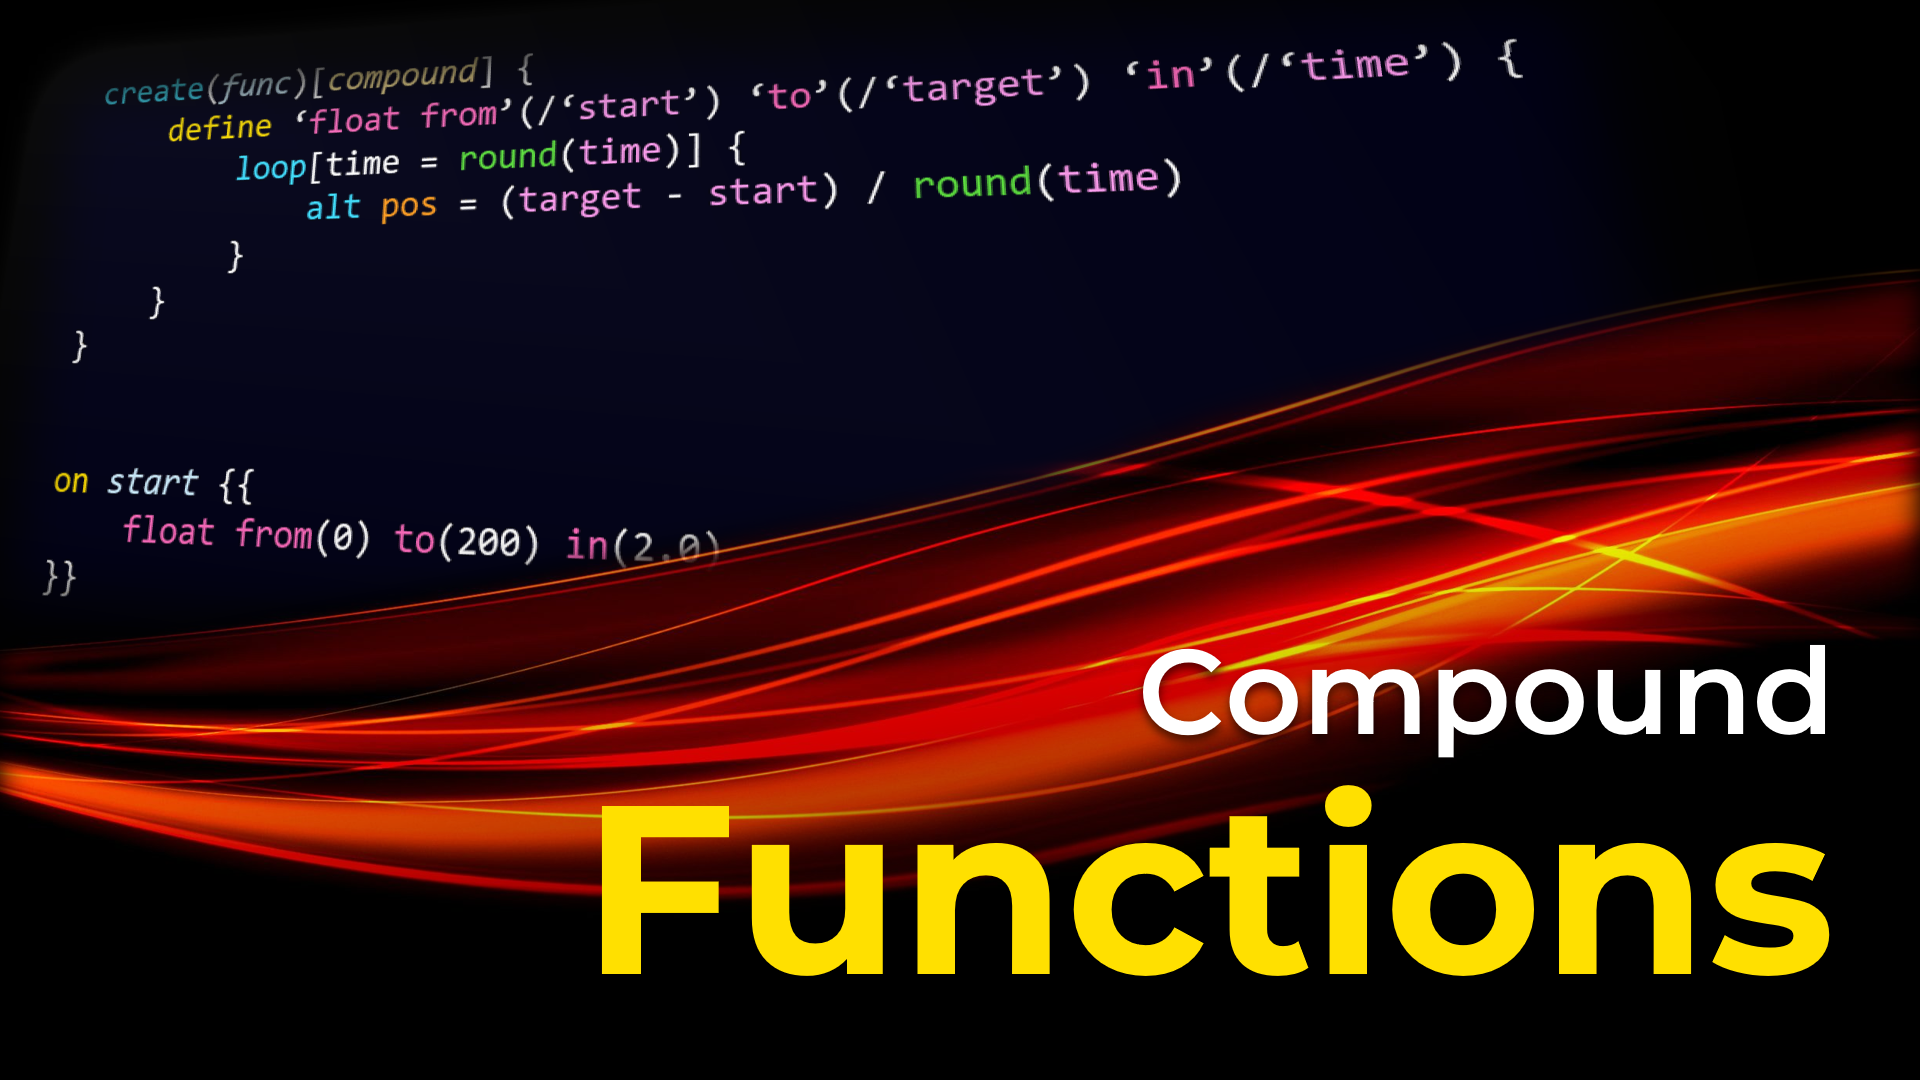 create(func)[compound] {
define ‘float from’(/‘start’) ‘to’(/‘target’) ‘in’(/‘time’) {
loop[time = round(time)] {
alt pos = (target - start) / round(time)
}
}
}
on start {{
float from(0) to(200) in(2.0)
}}
Compound
Functions